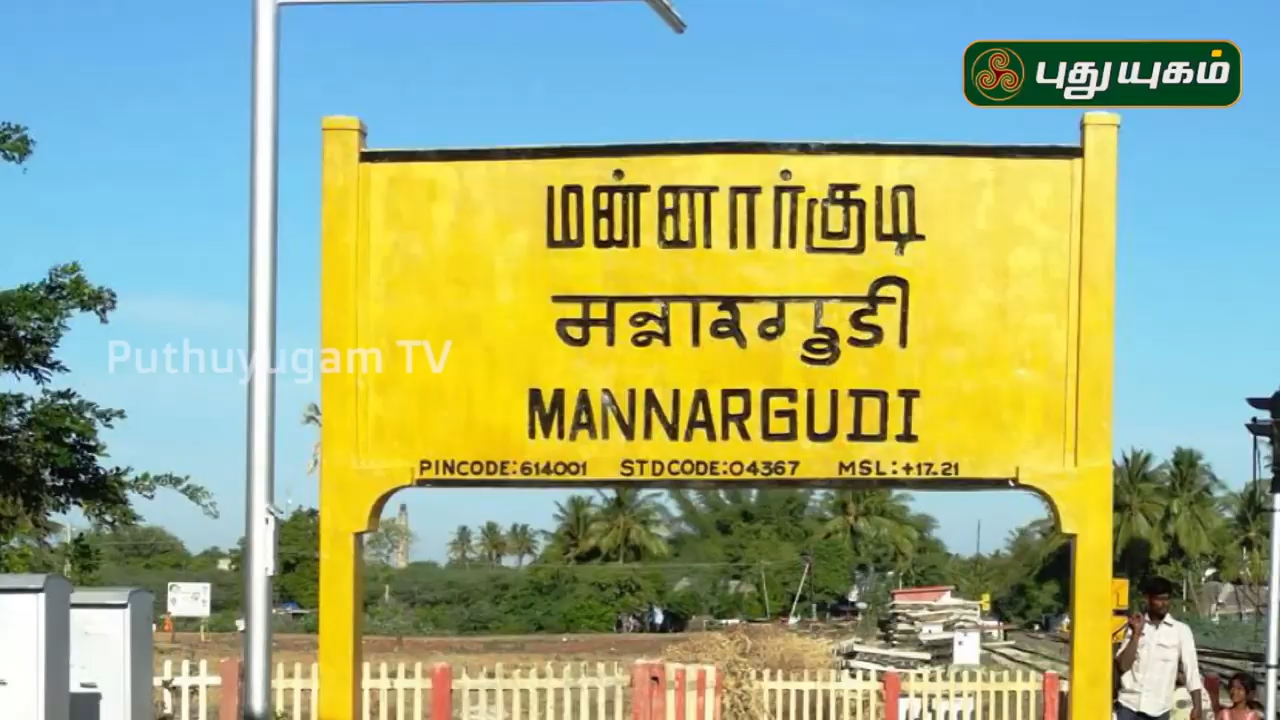 புதுயுகம்
மன்னார்குடி
मन्नारगुडी
Puthuyugam TV
MANNARGUDI
PINCODE:614001 STDCODE:04367 MSL:+17.21